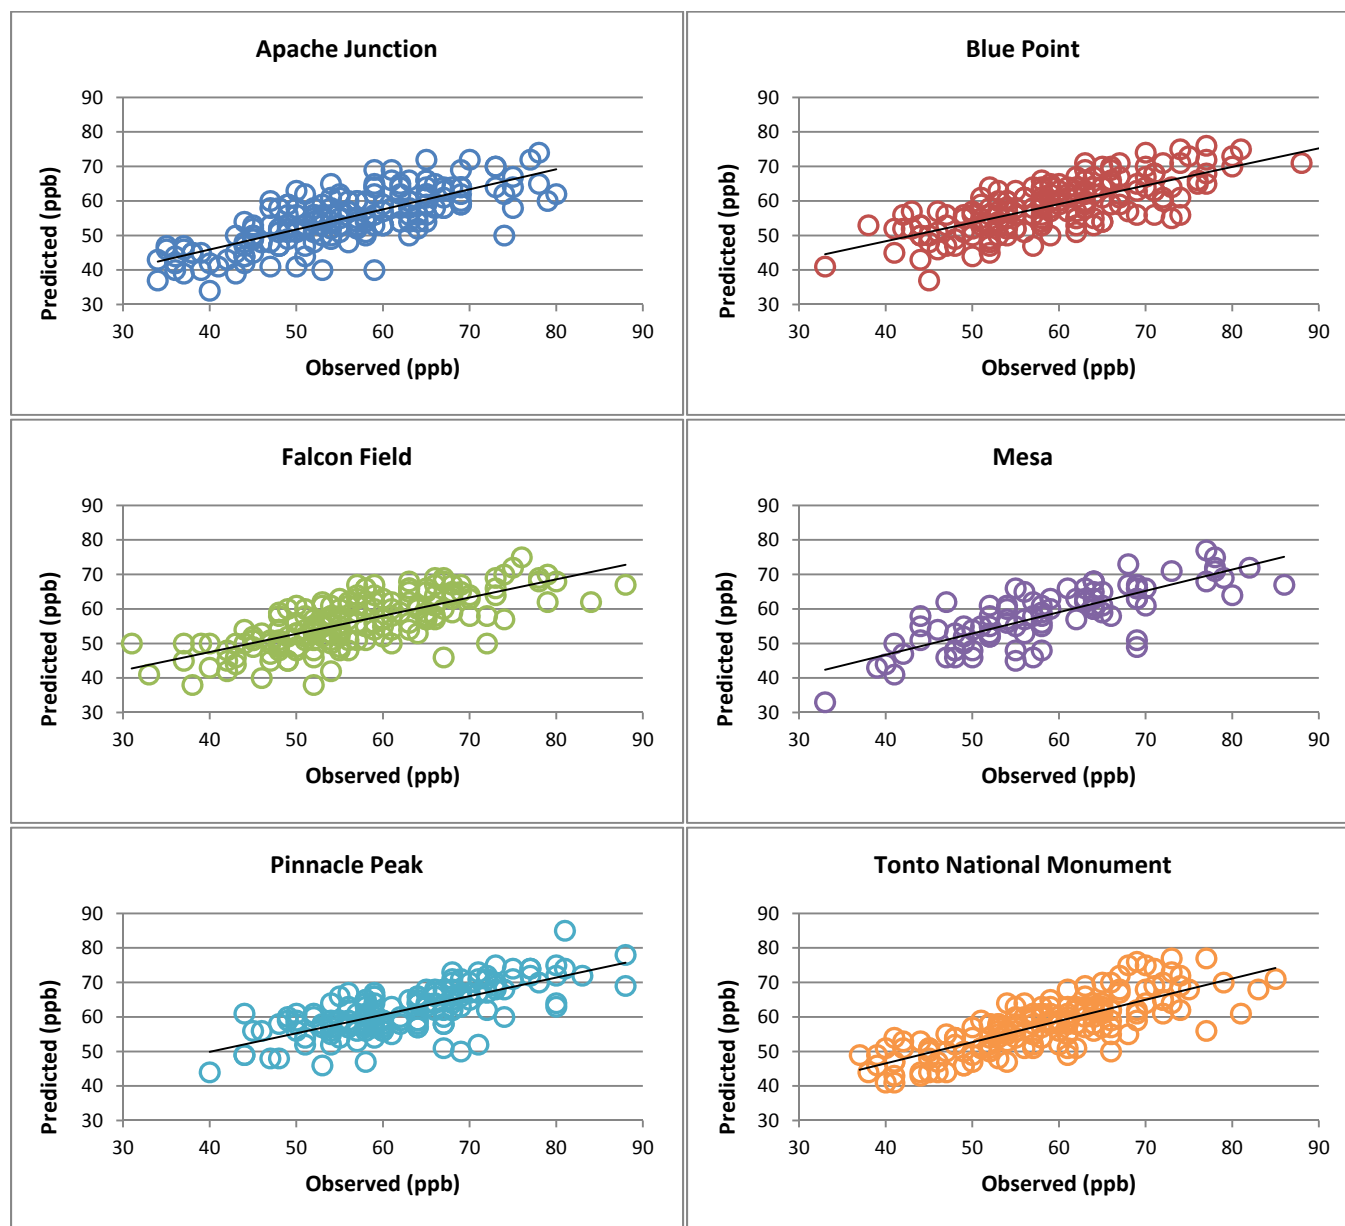 Apache Junction
90
80
70
60
50
40
30
Predicted (ppb)
30 40 50 60 70 80 90
Observed (ppb)
Blue Point
90
80
70
60
50
40
30
Predicted (ppb)
30 40 50 60 70 80 90
Observed (ppb)
Falcon Field
90
80
70
60
50
40
30
Predicted (ppb)
30 40 50 60 70 80 90
Observed (ppb)
Mesa
90
80
70
60
50
40
30
Predicted (ppb)
30 40 50 60 70 80 90
Observed (ppb)
Pinnacle Peak
90
80
70
60
50
40
30
Predicted (ppb)
30 40 50 60 70 80 90
Observed (ppb)
Tonto National Monument
90
80
70
60
50
40
30
Predicted (ppb)
30 40 50 60 70 80 90
Observed (ppb)